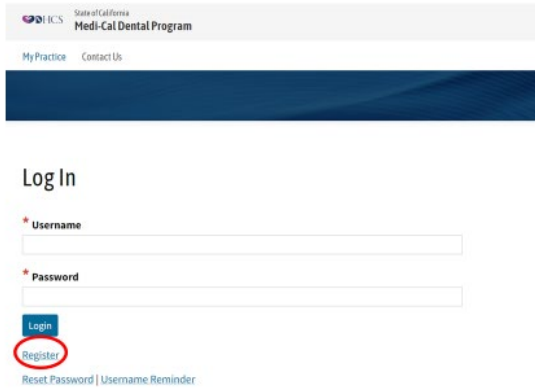 DHCS
State of California
Medi-Cal Dental Program
My Practice Contact Us
Log In
* Username
* Password
Login
Register
Reset Password | Username Reminder